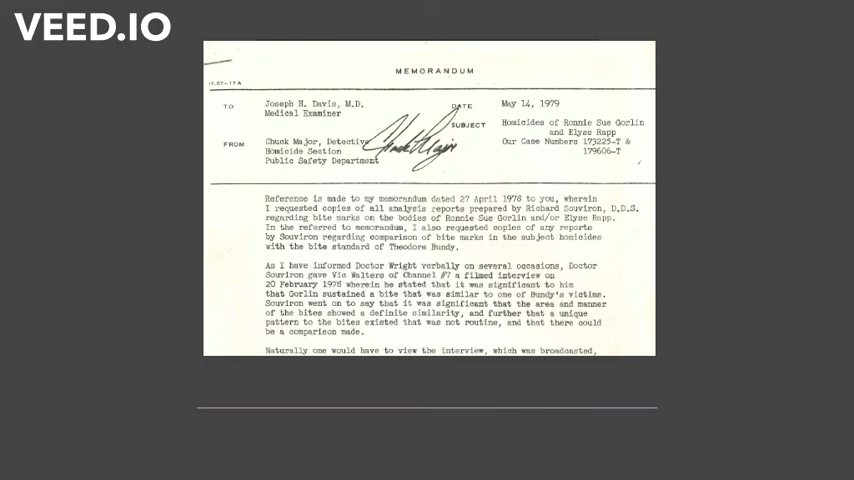 VEED.IO
MEMORANDUM
17.07-17A
TO Joseph H. Davis, M.D. DATE May 14, 1979
Medical Examiner
SUBJECT Homicides of Ronnie Sue Gorlin
and Elyse Rapp
FROM Chuck Major, Detective Our Case Numbers 173225-T &
Homicide Section 179606-T
Public Safety Department
Chuck Major
Reference is made to my memorandum dated 27 April 1978 to you, wherein
I requested copies of all analysis reports prepared by Richard Souviron, D.D.S.
regarding bite marks on the bodies of Ronnie Sue Gorlin and/or Elyse Rapp.
In the referred to memorandum, I also requested copies of any reports
by Souviron regarding comparison of bite marks in the subject homicides
with the bite standard of Theodore Bundy.
As I have informed Doctor Wright verbally on several occasions, Doctor
Souviron gave Vic Walters of Channel #7 a filmed interview on
20 February 1978 wherein he stated that it was significant to him
that Gorlin sustained a bite that was similar to one of Bundy's victims.
Souviron went on to say that it was significant that the area and manner
of the bites showed a definite similarity, and further that a unique
pattern to the bites existed that was not routine, and that there could
be a comparison made.
Naturally one would have to view the interview, which was broadcasted,